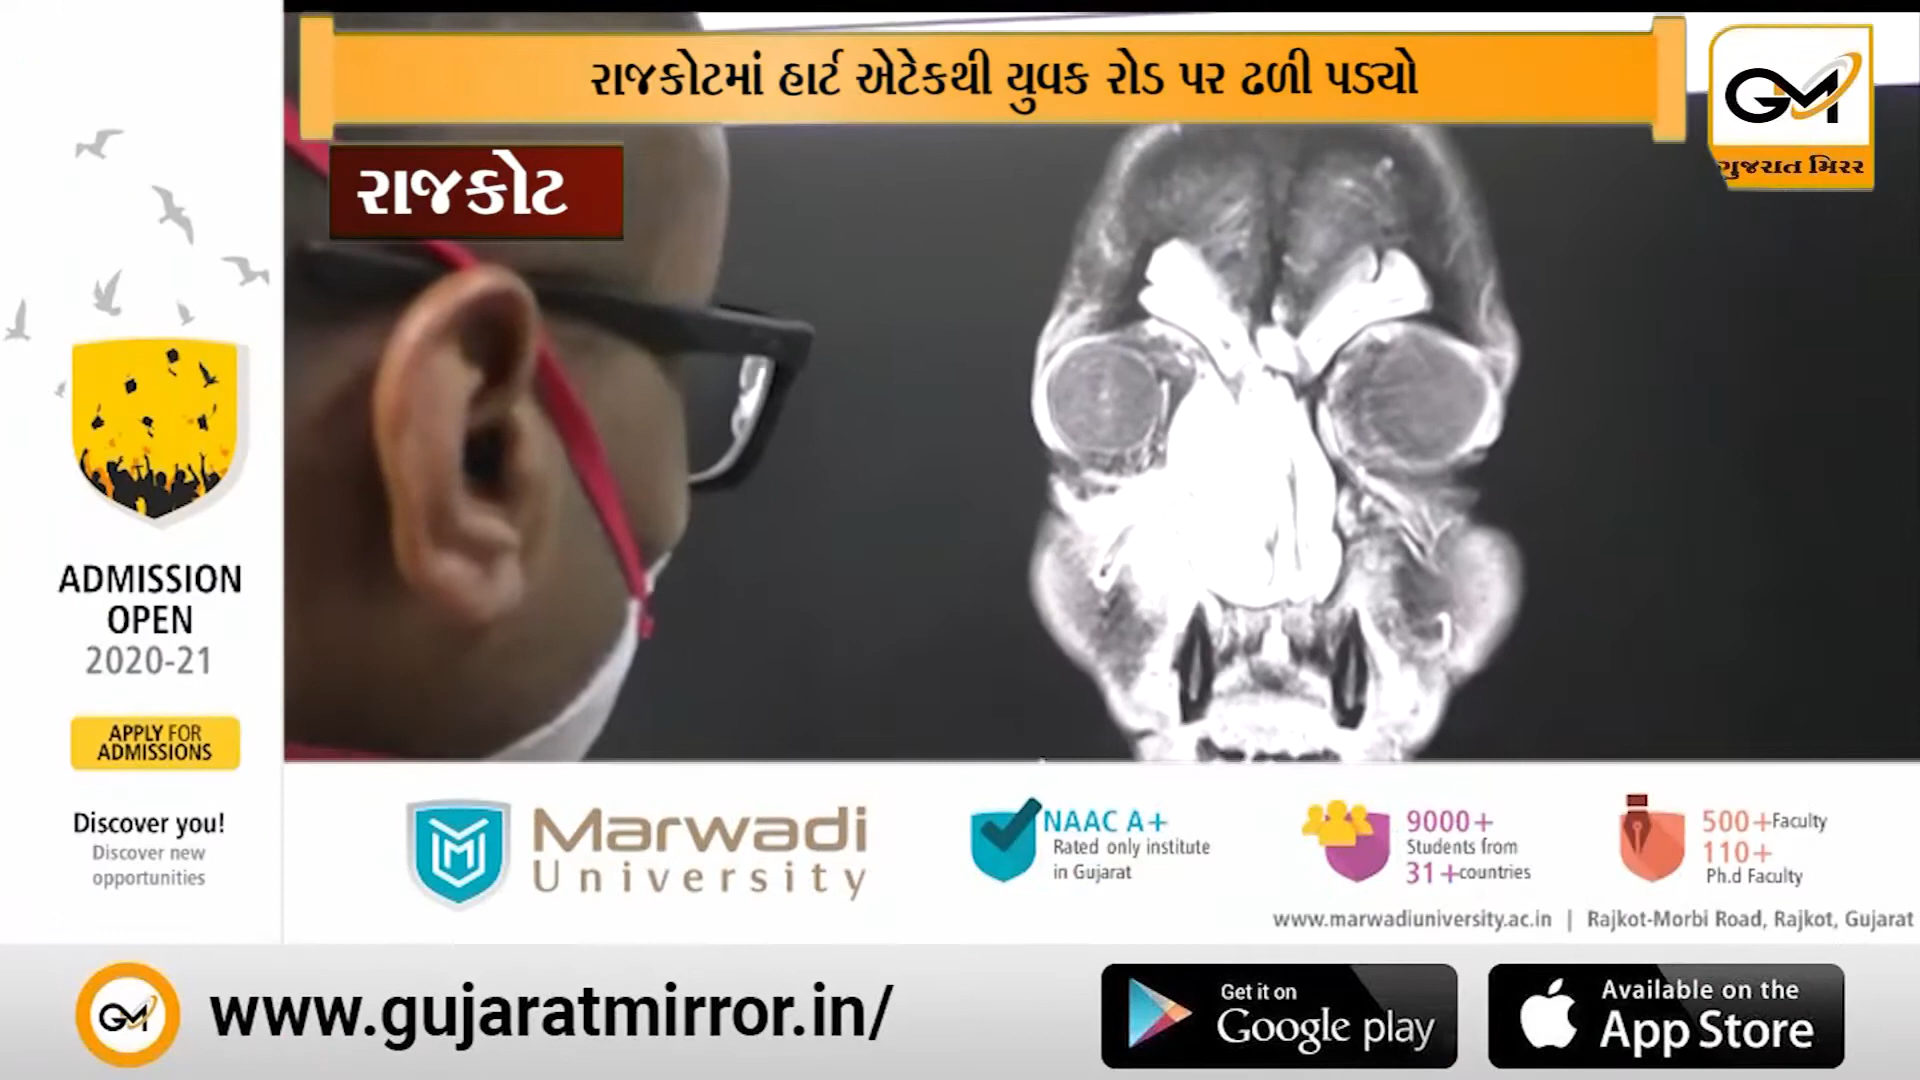 રાજકોટમાં હાર્ટ એટેકથી યુવક રોડ પર ઢળી પડ્યો
GM
ગુજરાત મિરર
રાજકોટ
ADMISSION
OPEN
2020-21
APPLY FOR
ADMISSIONS
Discover you!
Discover new
opportunities
Marwadi
University
NAAC A+
Rated only institute
in Gujarat
9000+
Students from
31+countries
500+Faculty
110+
Ph.d Faculty
www.marwadiuniversity.ac.in | Rajkot-Morbi Road, Rajkot, Gujarat
GM
www.gujaratmirror.in/
Get it on
Google play
Available on the
App Store